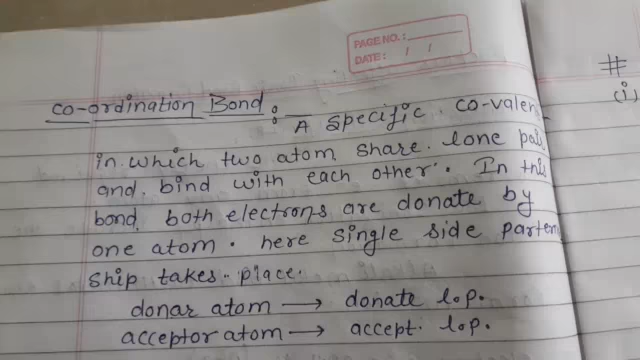 PAGE NO.:
DATE: / /
#
(i)
co-ordination Bond :
A specific co-valen
in which two atom share lone pair
and bind with each other. In this
bond both electrons are donate by
one atom. here single side partern
ship takes place.
donar atom → donate l.o.p.
acceptor atom → accept. l.o.p.